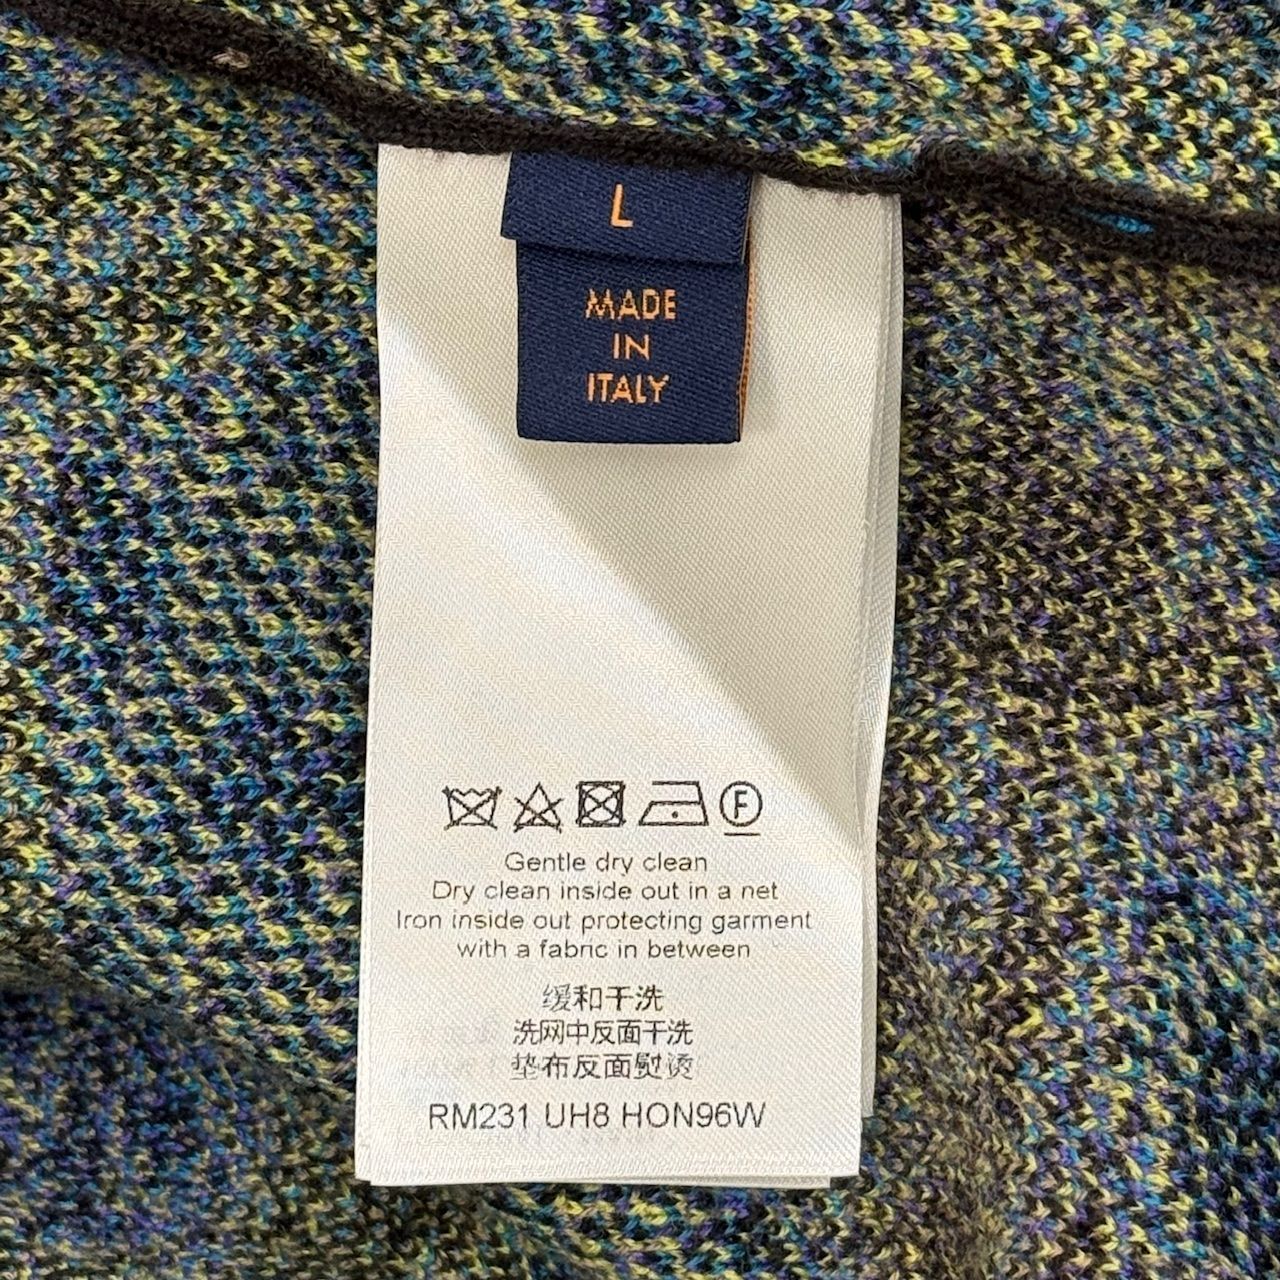 L
MADE
IN
ITALY
F
Gentle dry clean
Dry clean inside out in a net
Iron inside out protecting garment
with a fabric in between
缓和干洗
洗网中反面干洗
垫布反面熨烫
RM231 UH8 HON96W